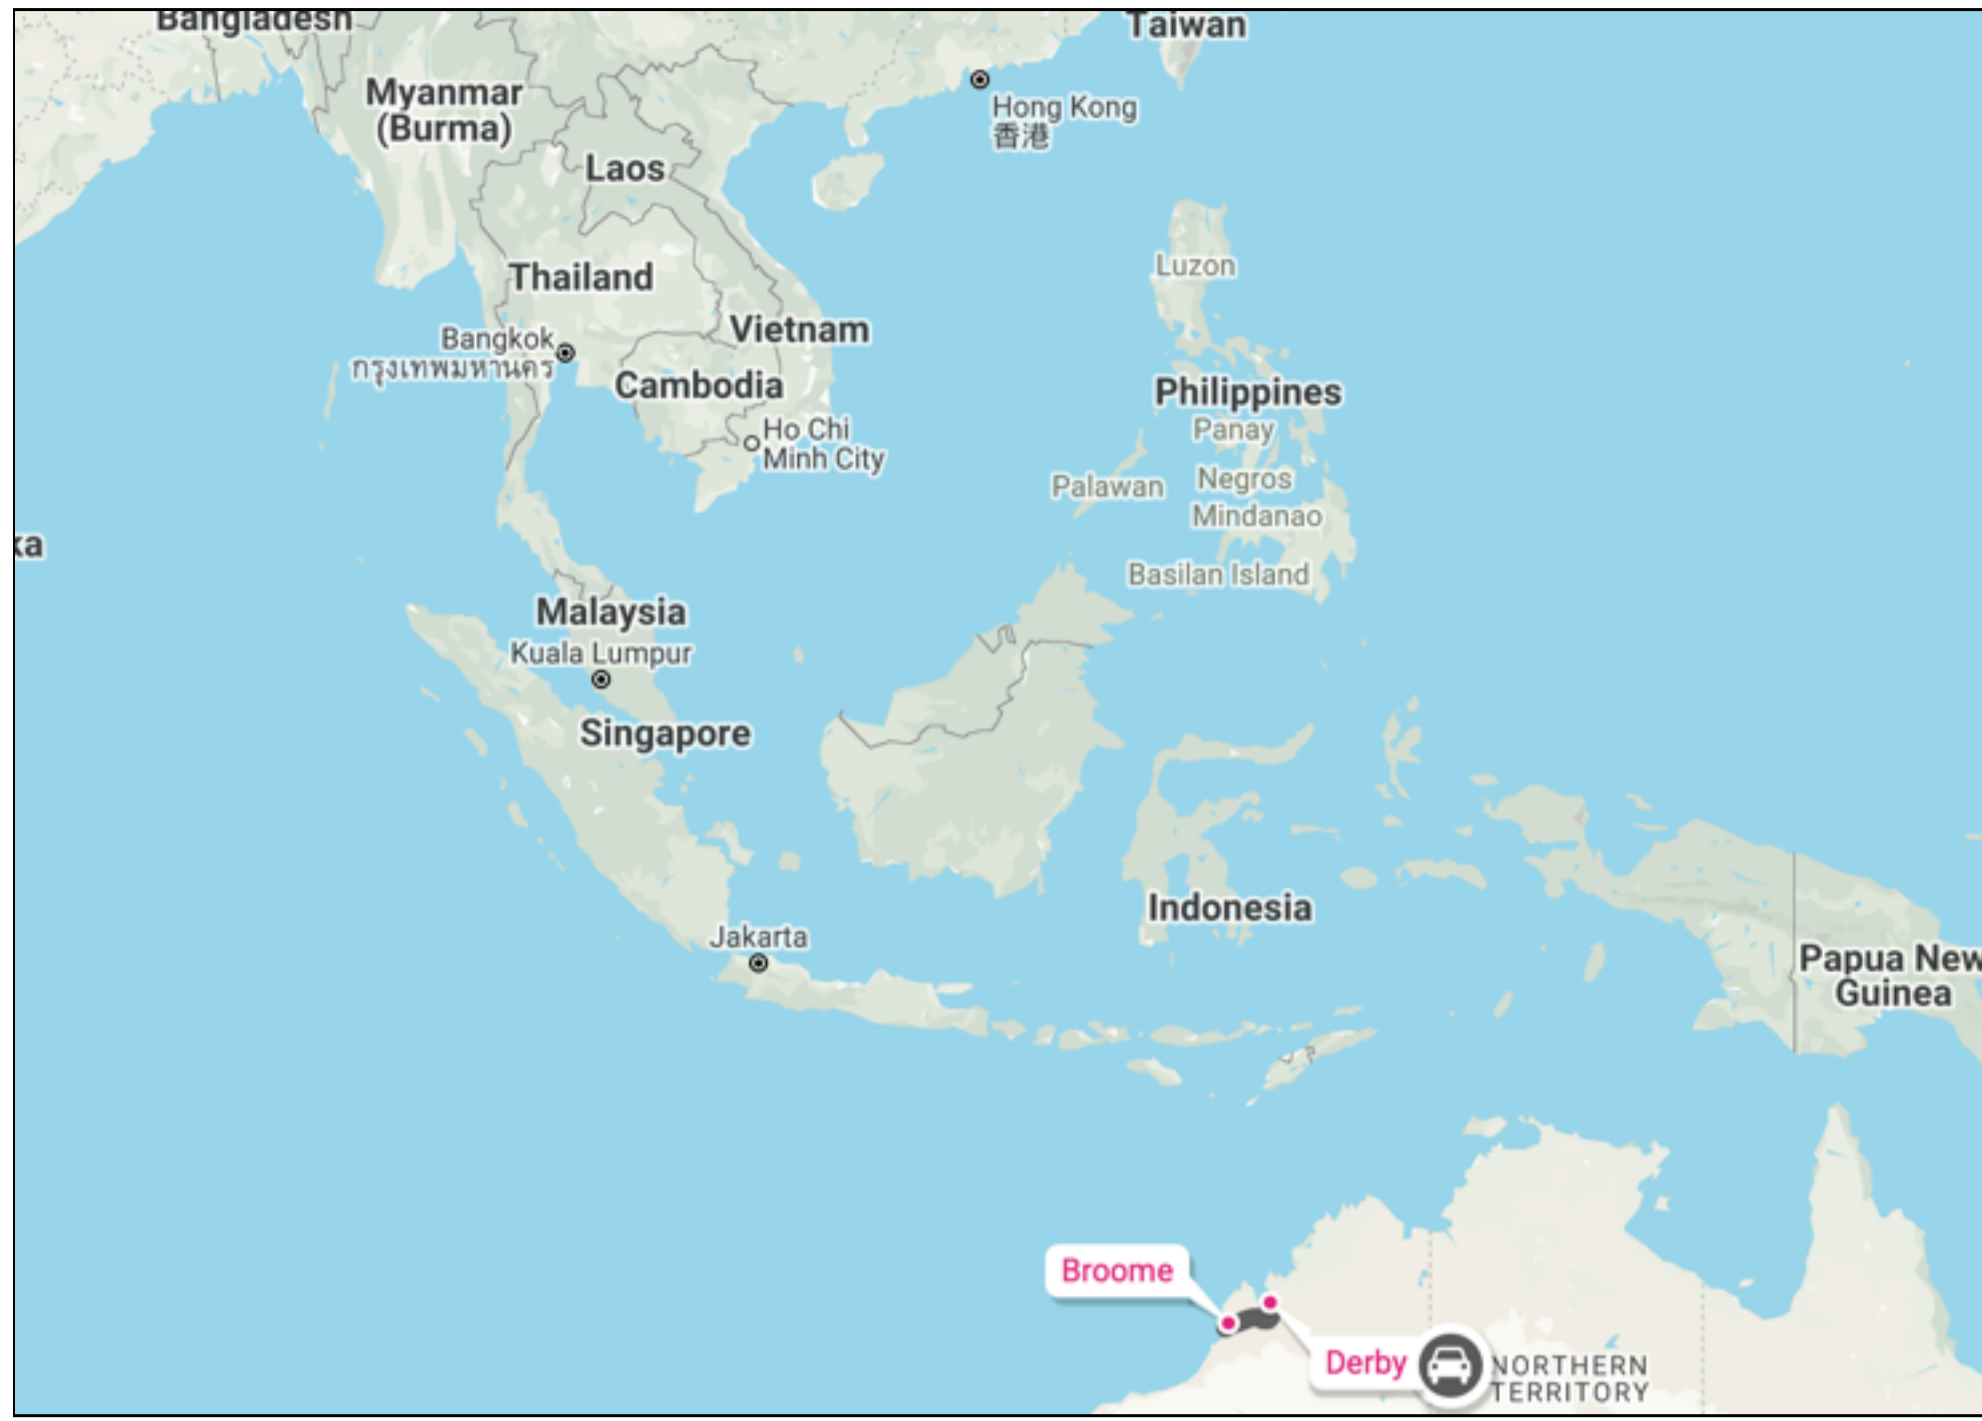 Bangladesh
Taiwan
Myanmar
(Burma)
Hong Kong
香港
Laos
Luzon
Thailand
Vietnam
Bangkok
กรุงเทพมหานคร
Cambodia
Philippines
Panay
Ho Chi
Minh City
Palawan
Negros
Mindanao
ka
Basilan Island
Malaysia
Kuala Lumpur
Singapore
Indonesia
Jakarta
Papua New
Guinea
Broome
Derby
NORTHERN
TERRITORY